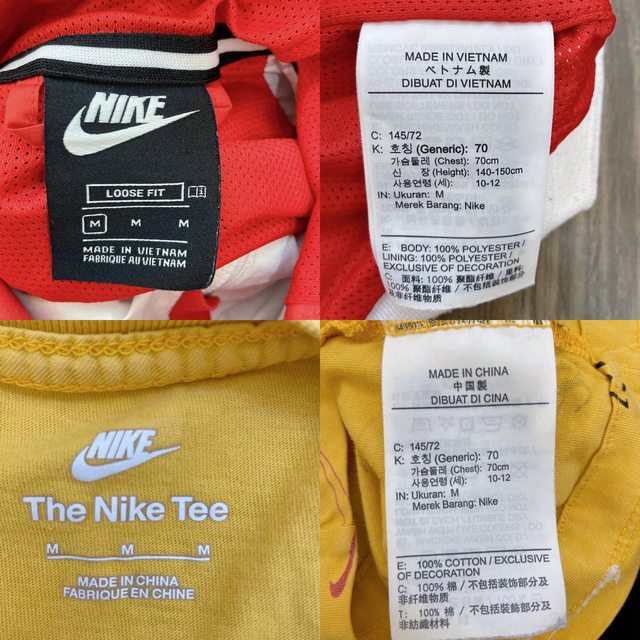 NIKE
LOOSE FIT
M M M
MADE IN VIETNAM
FABRIQUE AU VIETNAM
MADE IN VIETNAM
ベトナム製
DIBUAT DI VIETNAM
C: 145/72
K: 호칭 (Generic): 70
가슴둘레 (Chest): 70cm
신 장 (Height): 140-150cm
사용연령 (세): 10-12
IN: Ukuran: M
Merek Barang: Nike
E: BODY: 100% POLYESTER /
LINING: 100% POLYESTER /
EXCLUSIVE OF DECORATION
C: 面料: 100% 聚酯纤维 / 里料:
100% 聚酯纤维 / 不包括装饰部分
及非纤维物质
NIKE
The Nike Tee
M M M
MADE IN CHINA
FABRIQUE EN CHINE
MADE IN CHINA
中国製
DIBUAT DI CINA
C: 145/72
K: 호칭 (Generic): 70
가슴둘레 (Chest): 70cm
사용연령 (세): 10-12
IN: Ukuran: M
Merek Barang: Nike
E: 100% COTTON / EXCLUSIVE
OF DECORATION
C: 100% 棉 / 不包括装饰部分及
非纤维物质
T: 100% 棉 / 不包括裝飾部分及
非紡織材料